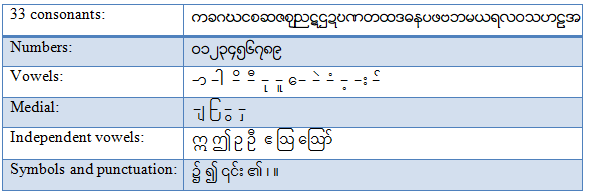 33 consonants: ကခဂဃငစဆဇဈညဋဌဍဎဏတထဒဓနပဖဗဘမယရလဝသဟဠအ
Numbers: ၀၁၂၃၄၅၆၇၈၉
Vowels: –ာ –ါ –ိ –ီ –ု –ူ ေ– –ဲ –ံ –့ –း –်
Medial: –ျ –ြ –ွ –ှ
Independent vowels: ဣ ဤ ဥ ဦ ဧ ဩ ဪ
Symbols and punctuation: ၌ ၍ ၎င်း ၏ ၊ ။